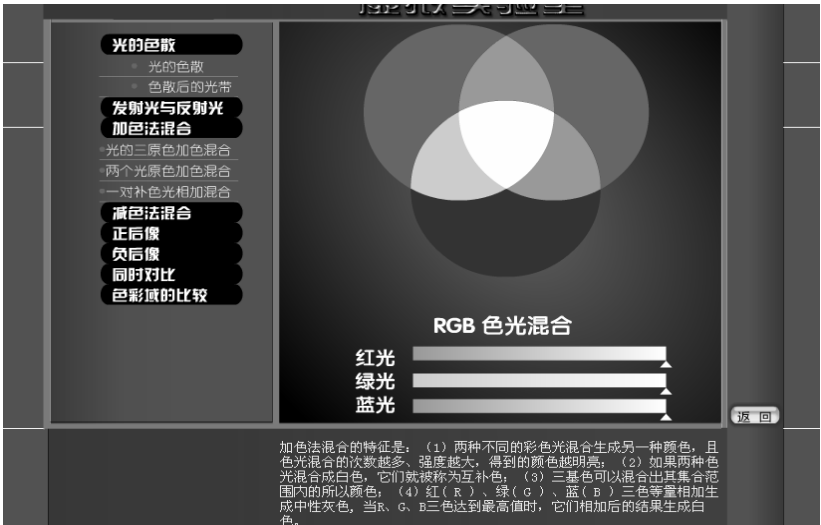 光的色散
光的色散
色散后的光带
发射光与反射光
加色法混合
光的三原色加色混合
两个光原色加色混合
一对补色光相加混合
减色法混合
正后像
负后像
同时对比
色彩域的比较
RGB 色光混合
红光
绿光
蓝光
返 回
加色法混合的特征是：（1）两种不同的彩色光混合生成另一种颜色，且
色光混合的次数越多、强度越大，得到的颜色越明亮；（2）如果两种色
光混合成白色，它们就被称为互补色；（3）三基色可以混合出其集合范
围内的所以颜色；（4）红(R)、绿(G)、蓝(B)三色等量相加生
成中性灰色, 当R、G、B三色达到最高值时，它们相加后的结果生成白
色。